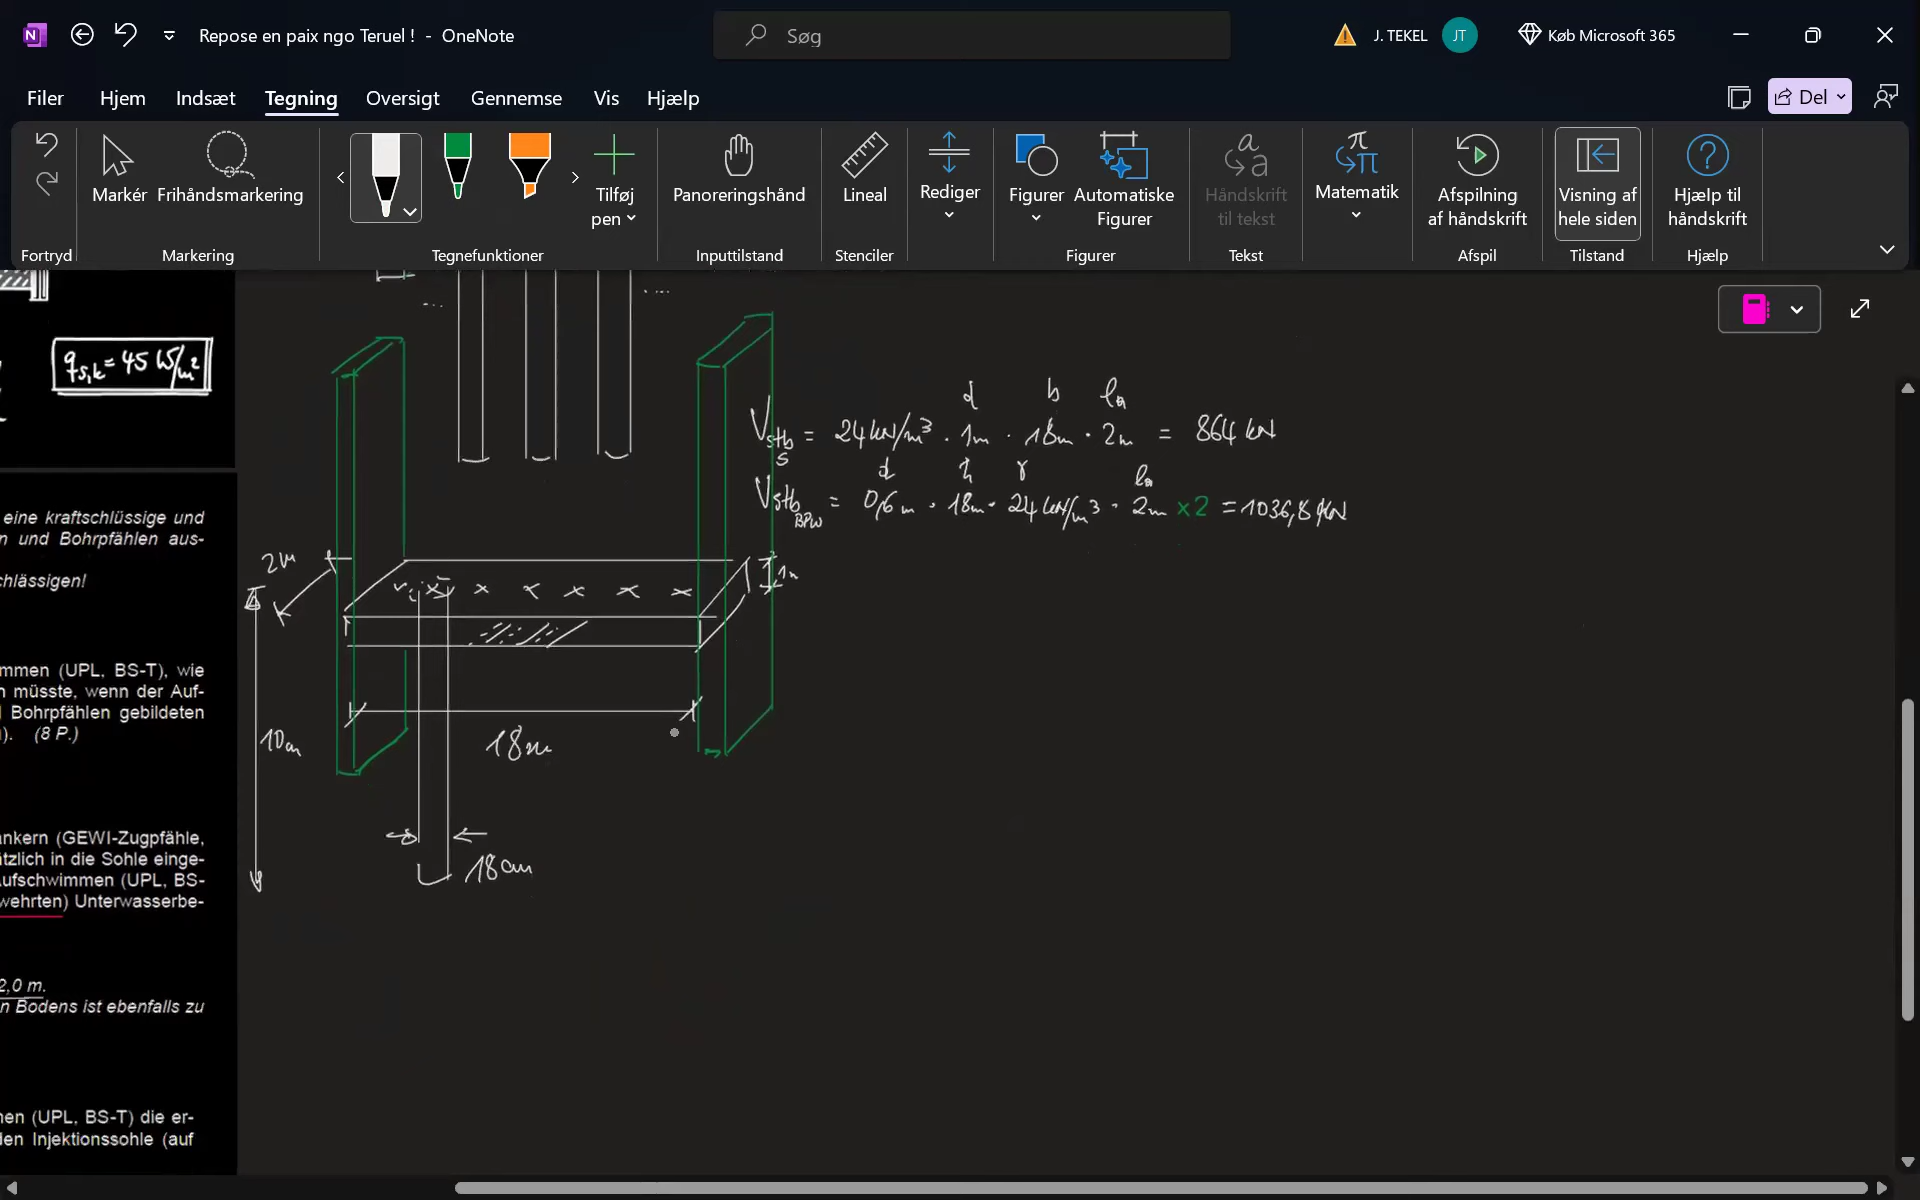 Repose en paix ngo Teruel ! - OneNote
Søg
J. TEKEL
JT
Køb Microsoft 365
Filer Hjem Indsæt Tegning Oversigt Gennemse Vis Hjælp
Del
Markér
Frihåndsmarkering
Tilføj pen
Panoreringshånd
Lineal
Rediger
Figurer
Automatiske Figurer
Håndskrift til tekst
Matematik
Afspilning af håndskrift
Visning af hele siden
Hjælp til håndskrift
Fortryd
Markering
Tegnefunktioner
Inputtilstand
Stenciler
Figurer
Tekst
Afspil
Tilstand
Hjælp
q s,k = 45 kN/m²
eine kraftschlüssige und
n und Bohrpfählen aus-
chlässigen!
mmen (UPL, BS-T), wie
n müsste, wenn der Auf-
Bohrpfählen gebildeten
). (8 P.)
ankern (GEWI-Zugpfähle,
tzlich in die Sohle einge-
ufschwimmen (UPL, BS-
wehrten) Unterwasserbe-
2,0 m.
n Bodens ist ebenfalls zu
nen (UPL, BS-T) die er-
den Injektionssohle (auf
d b la
V stb S = 24 kN/m³ · 1m · 18m · 2m = 864 kN
d h γ la
V stb BPW = 0,6 m · 18m · 24 kN/m³ · 2m x2 = 1036,8 kN
2m
1m
10m
18m
18cm